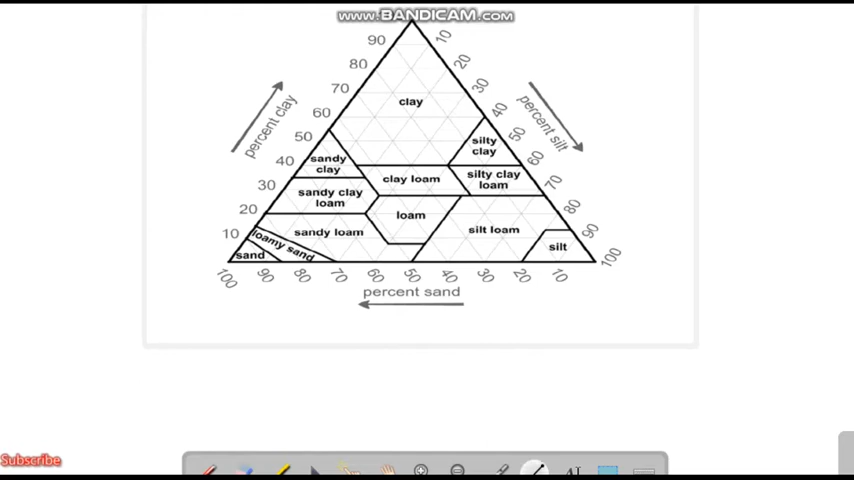 www.BANDICAM.com
90
10
80
20
70
30
clay
60
40
50
silty
clay
50
percent clay
percent silt
40
sandy
clay
60
clay loam
silty clay
loam
30
sandy clay
loam
70
20
loam
80
10
sandy loam
silt loam
90
loamy sand
silt
sand
100
100
90
80
70
60
50
40
30
20
10
percent sand
Subscribe
AI